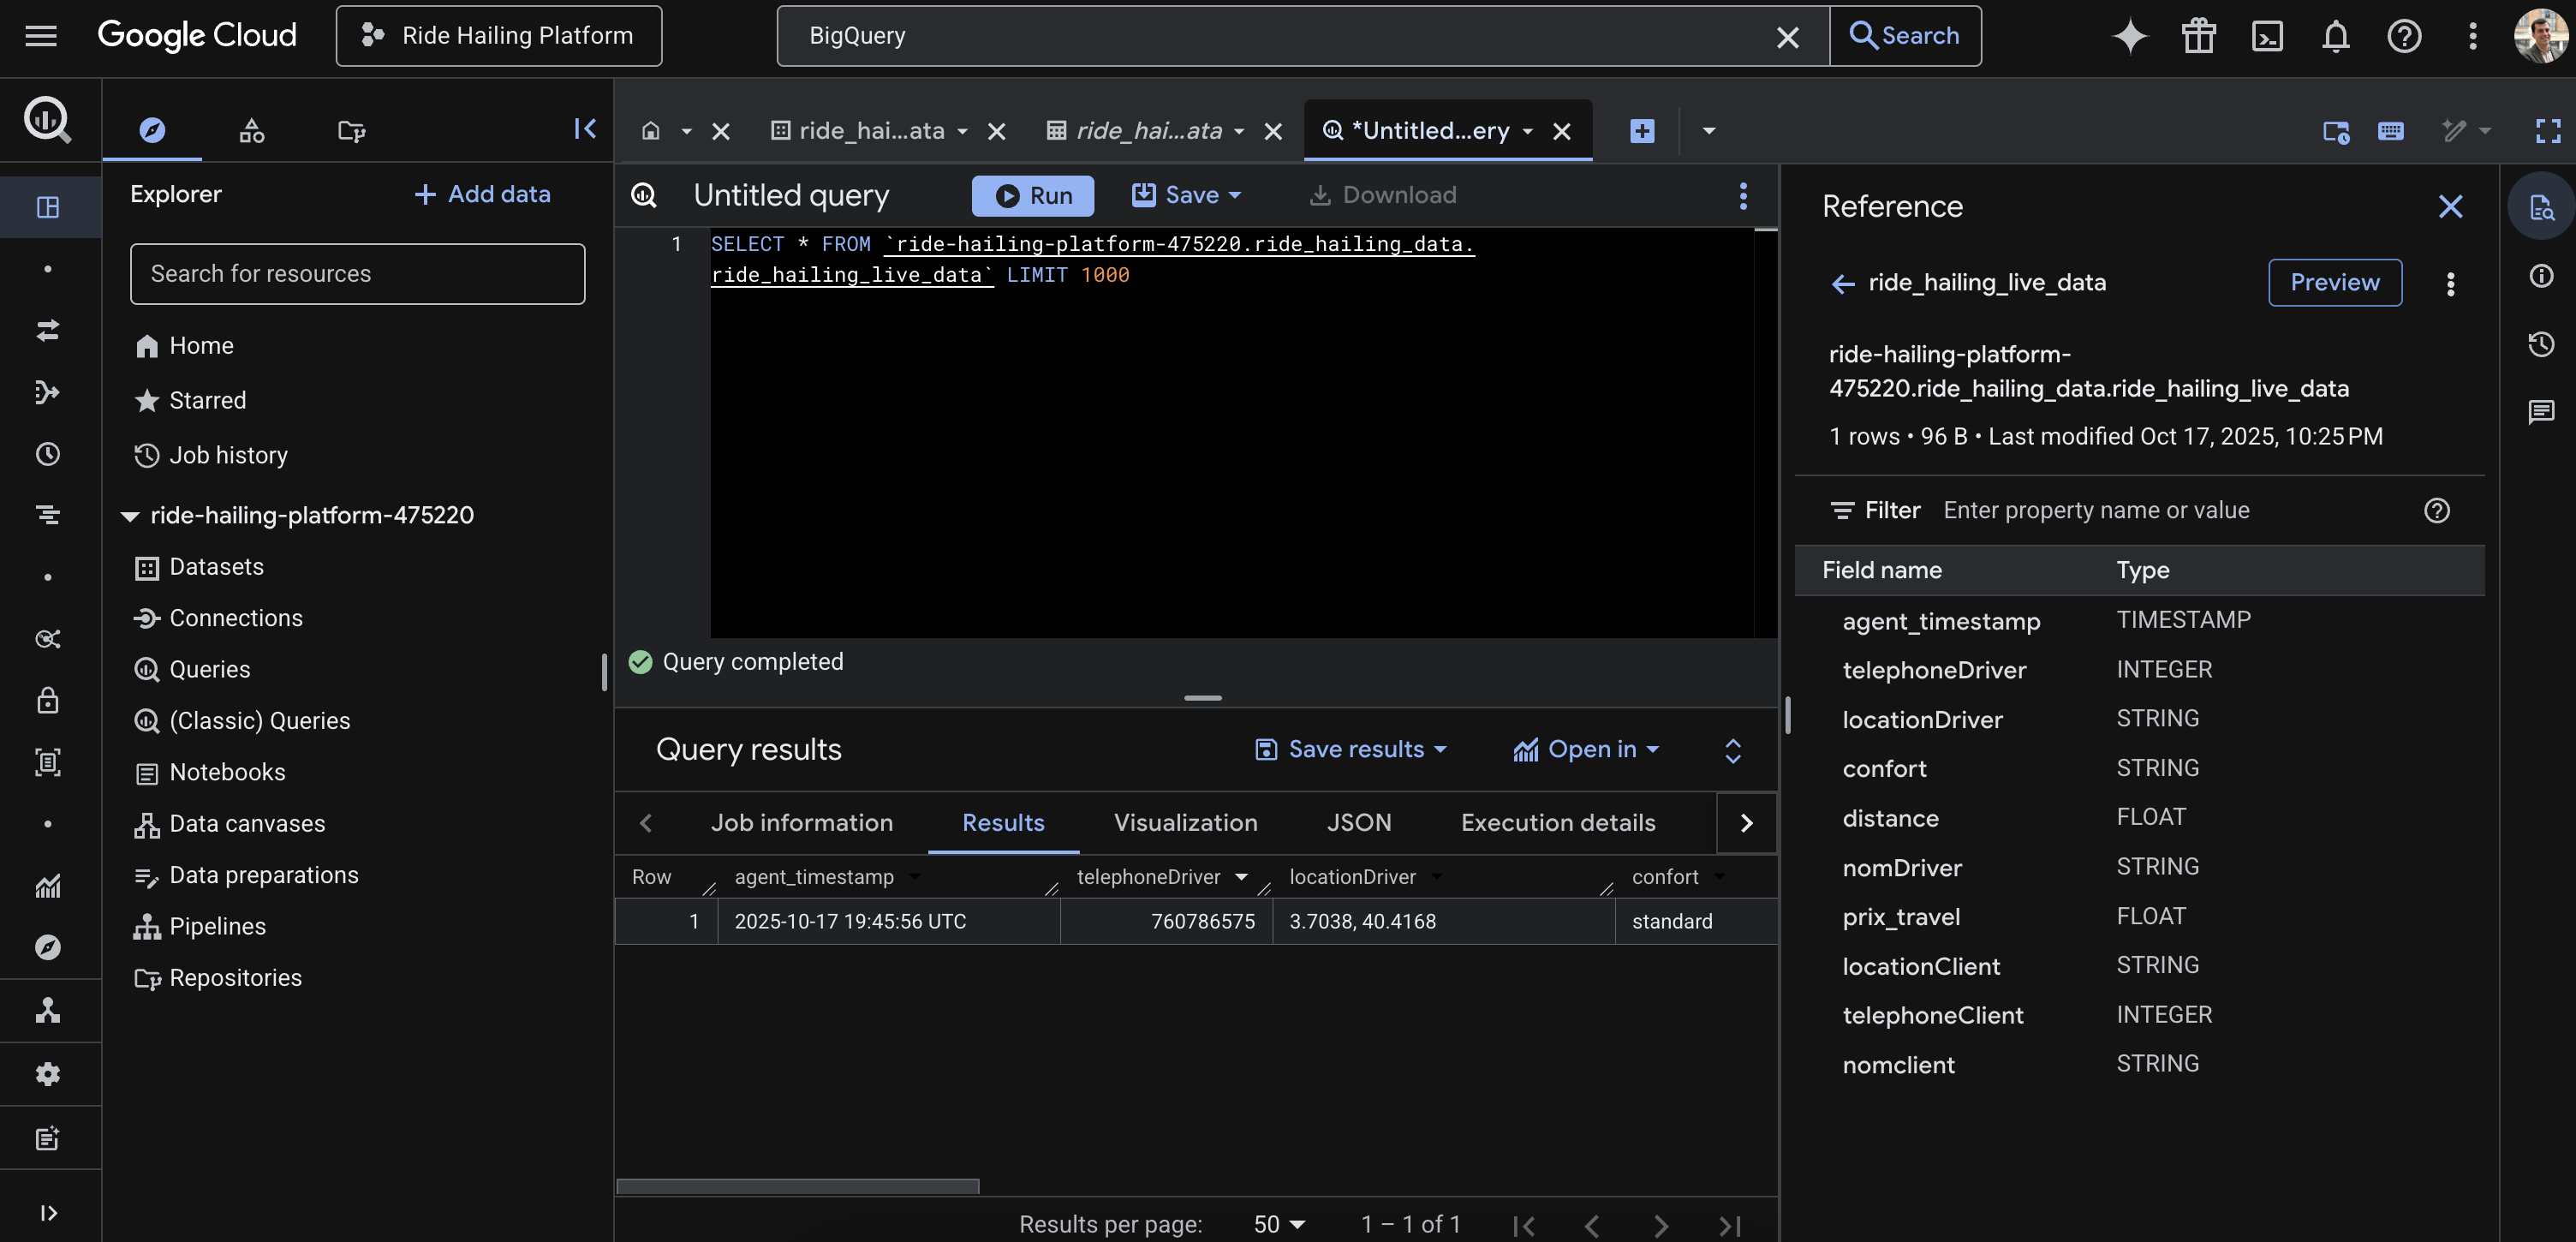 Google Cloud
Ride Hailing Platform
BigQuery
Search
ride_hai...ata
ride_hai...ata
*Untitled...ery
Explorer
Add data
Search for resources
Home
Starred
Job history
ride-hailing-platform-475220
Datasets
Connections
Queries
(Classic) Queries
Notebooks
Data canvases
Data preparations
Pipelines
Repositories
Untitled query
Run
Save
Download
1
SELECT * FROM `ride-hailing-platform-475220.ride_hailing_data.
ride_hailing_live_data` LIMIT 1000
Query completed
Query results
Save results
Open in
Job information
Results
Visualization
JSON
Execution details
Row agent_timestamp telephoneDriver locationDriver confort
1 2025-10-17 19:45:56 UTC 760786575 3.7038, 40.4168 standard
Results per page: 50 1 – 1 of 1
Reference
ride_hailing_live_data
Preview
ride-hailing-platform-
475220.ride_hailing_data.ride_hailing_live_data
1 rows • 96 B • Last modified Oct 17, 2025, 10:25 PM
Filter Enter property name or value
Field name Type
agent_timestamp TIMESTAMP
telephoneDriver INTEGER
locationDriver STRING
confort STRING
distance FLOAT
nomDriver STRING
prix_travel FLOAT
locationClient STRING
telephoneClient INTEGER
nomclient STRING